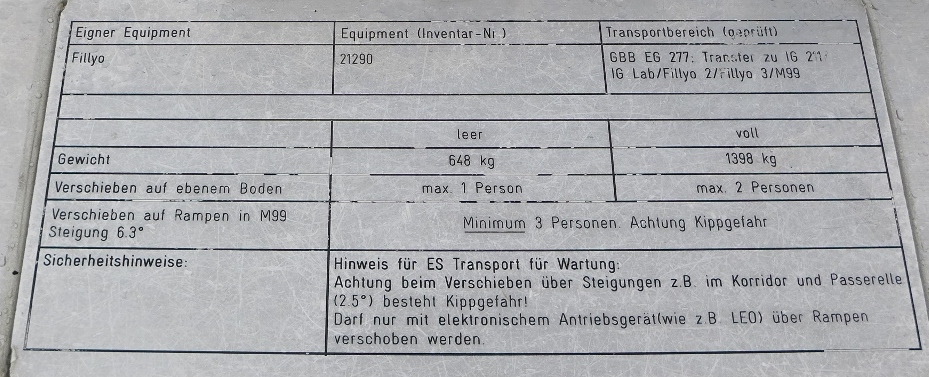 Eigner Equipment
Equipment (Inventar-Nr.)
Transportbereich (geprüft)
Fillyo
21290
GBB EG 277: Transfer zu IG
IG Lab/Fillyo 2/Fillyo 3/M99
leer
voll
Gewicht
648 kg
1398 kg
Verschieben auf ebenem Boden
max. 1 Person
max. 2 Personen
Verschieben auf Rampen in M99
Steigung 6.3°
Minimum 3 Personen. Achtung Kippgefahr
Sicherheitshinweise:
Hinweis für ES Transport für Wartung:
Achtung beim Verschieben über Steigungen z.B. im Korridor und Passerelle
(2.5°) besteht Kippgefahr!
Darf nur mit elektronischem Antriebsgerät(wie z.B. LEO) über Rampen
verschoben werden.